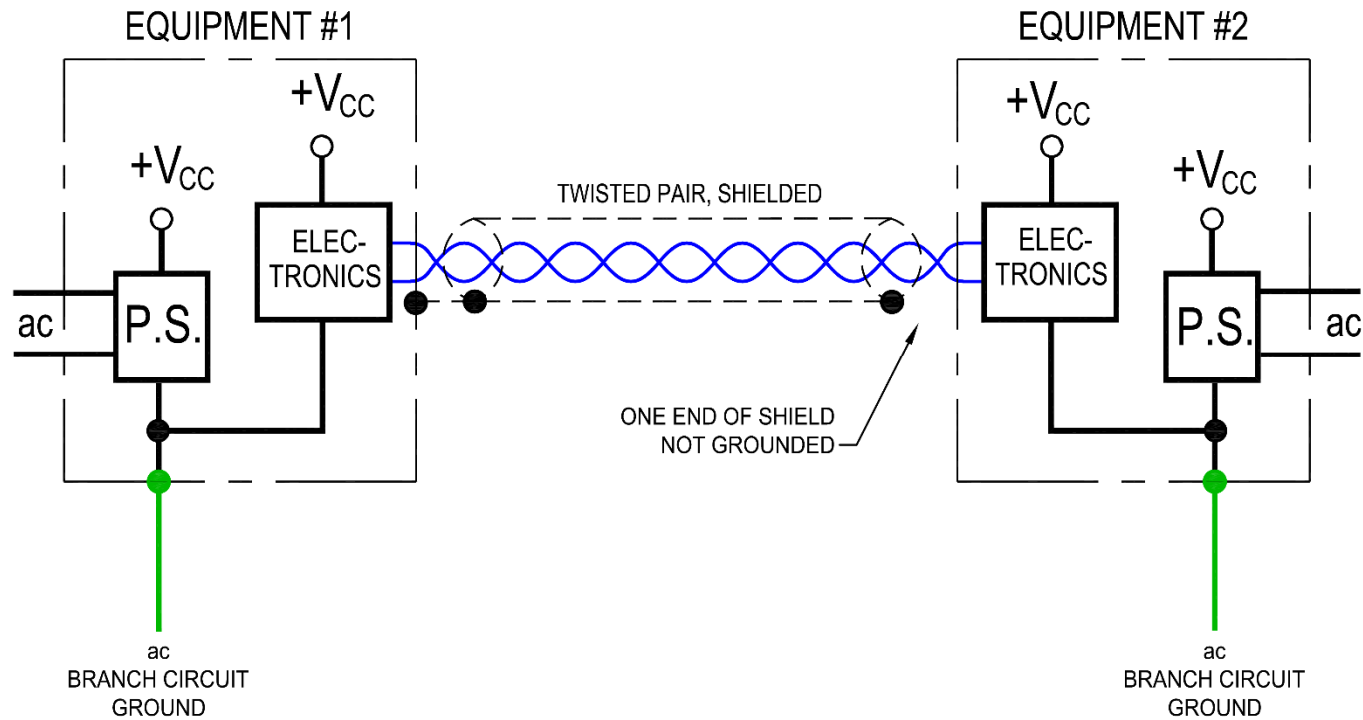 EQUIPMENT #1
EQUIPMENT #2
+VCC
+VCC
+VCC
+VCC
TWISTED PAIR, SHIELDED
ELEC-
TRONICS
ELEC-
TRONICS
ac
P.S.
P.S.
ac
ONE END OF SHIELD
NOT GROUNDED
ac
BRANCH CIRCUIT
GROUND
ac
BRANCH CIRCUIT
GROUND